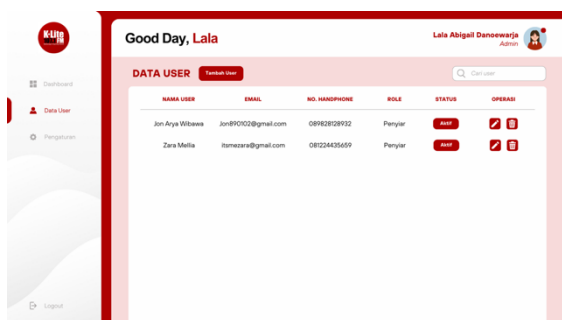 K-Lite
FM
Good Day, Lala
Lala Abigail Danoewarja
Admin
Dashboard
Data User
Pengaturan
Logout
DATA USER
Tambah User
Cari user
NAMA USER EMAIL NO. HANDPHONE ROLE STATUS OPERASI
Jon Arya Wibawa Jon890102@gmail.com 089828128932 Penyiar Aktif
Zara Mellia itsmezara@gmail.com 081224435659 Penyiar Aktif